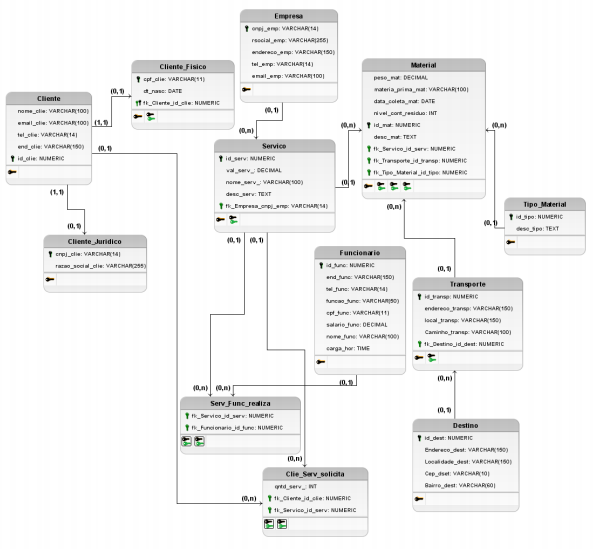 Empresa
cnpj_emp: VARCHAR(14)
rsocial_emp: VARCHAR(255)
endereco_emp: VARCHAR(150)
tel_emp: VARCHAR(14)
email_emp: VARCHAR(100)
Cliente_Fisico
cpf_clie: VARCHAR(11)
dt_nasc: DATE
fk_Cliente_id_clie: NUMERIC
Material
peso_mat: DECIMAL
materia_prima_mat: VARCHAR(100)
data_coleta_mat: DATE
nivel_cont_residuo: INT
id_mat: NUMERIC
desc_mat: TEXT
fk_Servico_id_serv: NUMERIC
fk_Transporte_id_transp: NUMERIC
fk_Tipo_Material_id_tipo: NUMERIC
Cliente
nome_clie: VARCHAR(100)
email_clie: VARCHAR(100)
tel_clie: VARCHAR(14)
end_clie: VARCHAR(150)
id_clie: NUMERIC
(0,1)
(1,1)
(0,1)
(1,1)
(0,1)
(0,n)
(0,n)
(0,1)
(0,n)
(0,1)
(0,n)
Servico
id_serv: NUMERIC
val_serv_: DECIMAL
nome_serv_: VARCHAR(100)
desc_serv: TEXT
fk_Empresa_cnpj_emp: VARCHAR(14)
Tipo_Material
id_tipo: NUMERIC
desc_tipo: TEXT
Cliente_Juridico
cnpj_clie: VARCHAR(14)
razao_social_clie: VARCHAR(255)
(0,1)
(0,1)
Funcionario
id_func: NUMERIC
end_func: VARCHAR(150)
tel_func: VARCHAR(14)
funcao_func: VARCHAR(50)
cpf_func: VARCHAR(11)
salario_func: DECIMAL
nome_func: VARCHAR(100)
carga_hor: TIME
(0,1)
Transporte
id_transp: NUMERIC
endereco_transp: VARCHAR(150)
local_transp: VARCHAR(150)
Caminho_transp: VARCHAR(100)
fk_Destino_id_dest: NUMERIC
(0,n)
(0,n)
(0,1)
(0,n)
(0,1)
Serv_Func_realiza
fk_Servico_id_serv: NUMERIC
fk_Funcionario_id_func: NUMERIC
Destino
id_dest: NUMERIC
Endereco_dest: VARCHAR(150)
Localidade_dest: VARCHAR(150)
Cep_dset: VARCHAR(10)
Bairro_dest: VARCHAR(60)
(0,n)
(0,n)
Clie_Serv_solicita
qntd_serv_: INT
fk_Cliente_id_clie: NUMERIC
fk_Servico_id_serv: NUMERIC